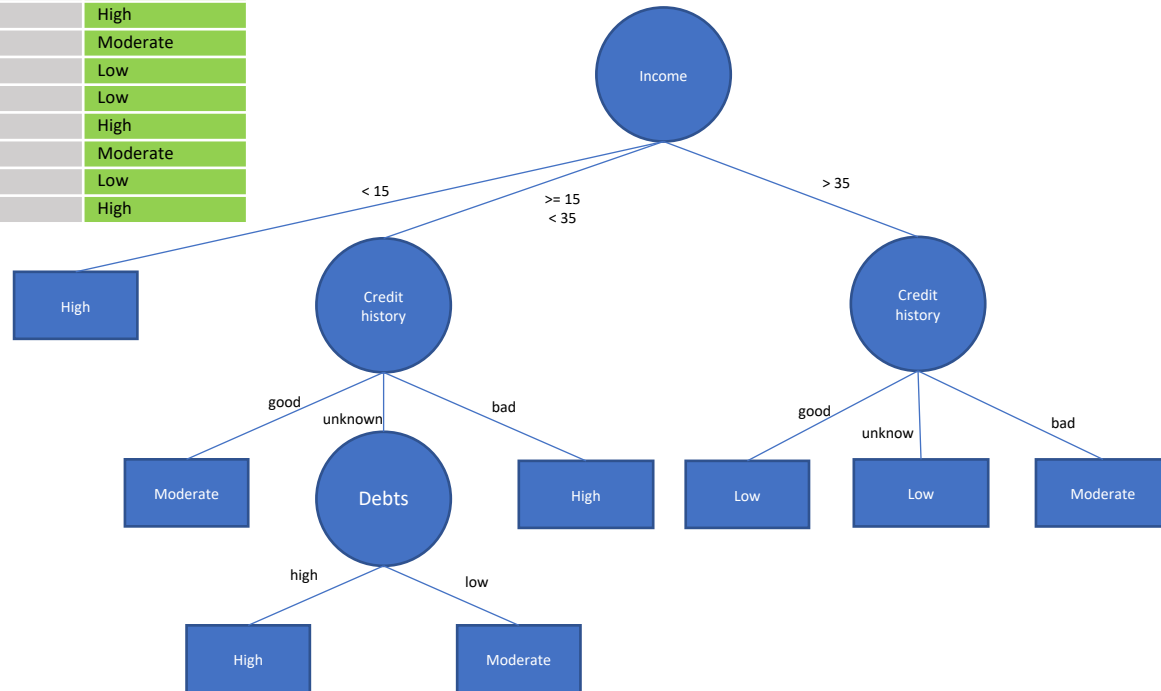 High
Moderate
Low
Low
High
Moderate
Low
High
Income
< 15
>= 15
< 35
> 35
High
Credit
history
Credit
history
good
unknown
bad
good
unknow
bad
Moderate
Debts
High
Low
Low
Moderate
high
low
High
Moderate